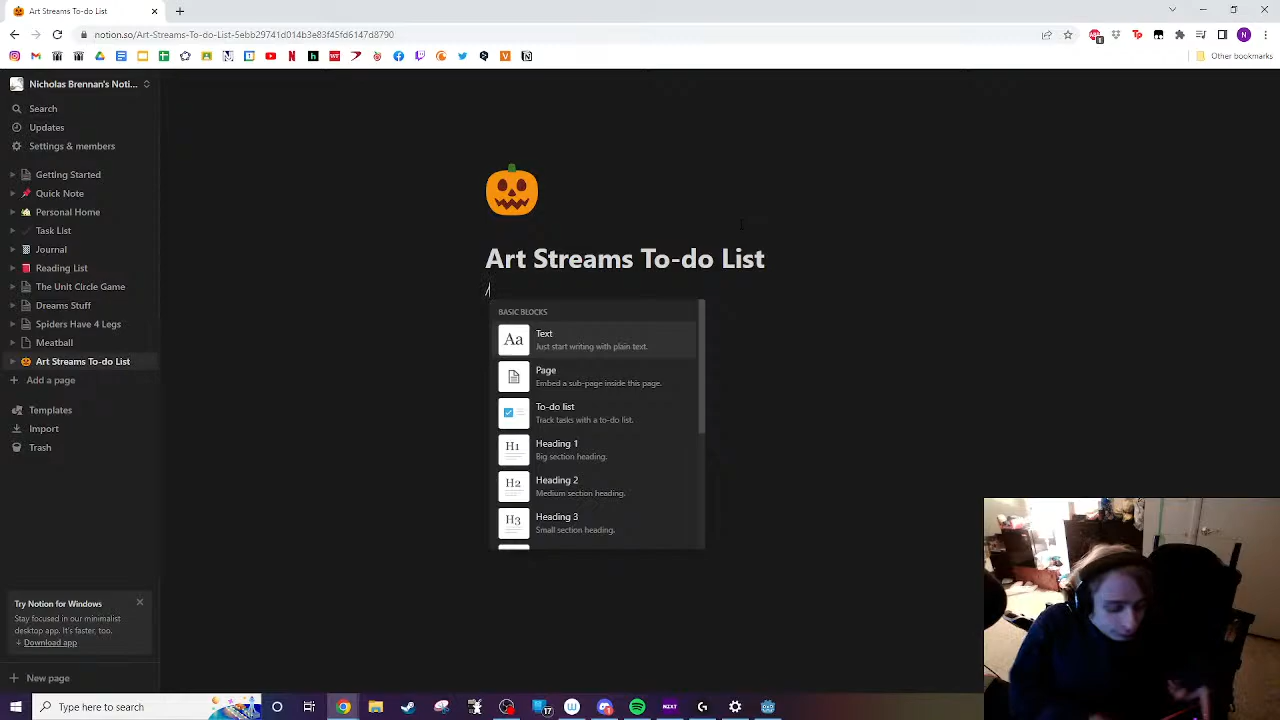 Art Streams To-do List
notion.so/Art-Streams-To-do-List-5ebb29741d014b3e83f45fd6147d8790
N
Other bookmarks
Nicholas Brennan's Noti...
Search
Updates
Settings & members
Getting Started
Quick Note
Personal Home
Task List
Journal
Reading List
The Unit Circle Game
Dreams Stuff
Spiders Have 4 Legs
Meatball
Art Streams To-do List
Add a page
Templates
Import
Trash
Try Notion for Windows
Stay focused in our minimalist
desktop app. It's faster, too.
Download app
New page
Art Streams To-do List
/
BASIC BLOCKS
Aa
Text
Just start writing with plain text.
Page
Embed a sub-page inside this page.
To-do list
Track tasks with a to-do list.
H1
Heading 1
Big section heading.
H2
Heading 2
Medium section heading.
H3
Heading 3
Small section heading.
Type here to search
17